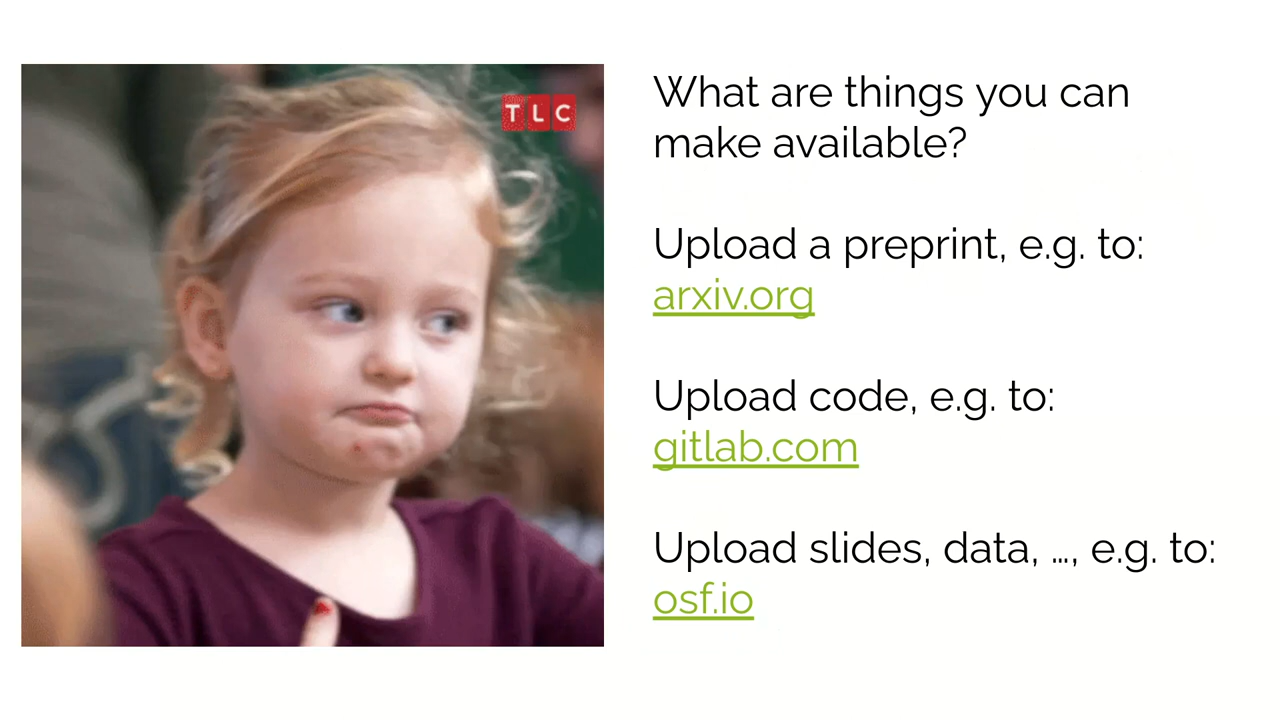 TLC
What are things you can
make available?
Upload a preprint, e.g. to:
arxiv.org
Upload code, e.g. to:
gitlab.com
Upload slides, data, …, e.g. to:
osf.io